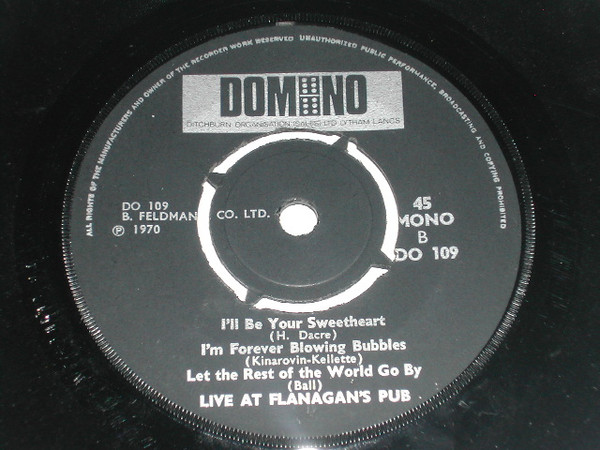 ALL RIGHTS OF THE MANUFACTURERS AND OWNER OF THE RECORDED WORK RESERVED UNAUTHORIZED PUBLIC PERFORMANCE, BROADCASTING AND COPYING PROHIBITED
DOMINO
DITCHBURN ORGANISATION (SALES) LTD LYTHAM LANCS
DO 109
B. FELDMAN CO. LTD.
℗ 1970
45
MONO
B
DO 109
I'll Be Your Sweetheart
(H. Dacre)
I'm Forever Blowing Bubbles
(Kinarovin-Kellette)
Let the Rest of the World Go By
(Ball)
LIVE AT FLANAGAN'S PUB